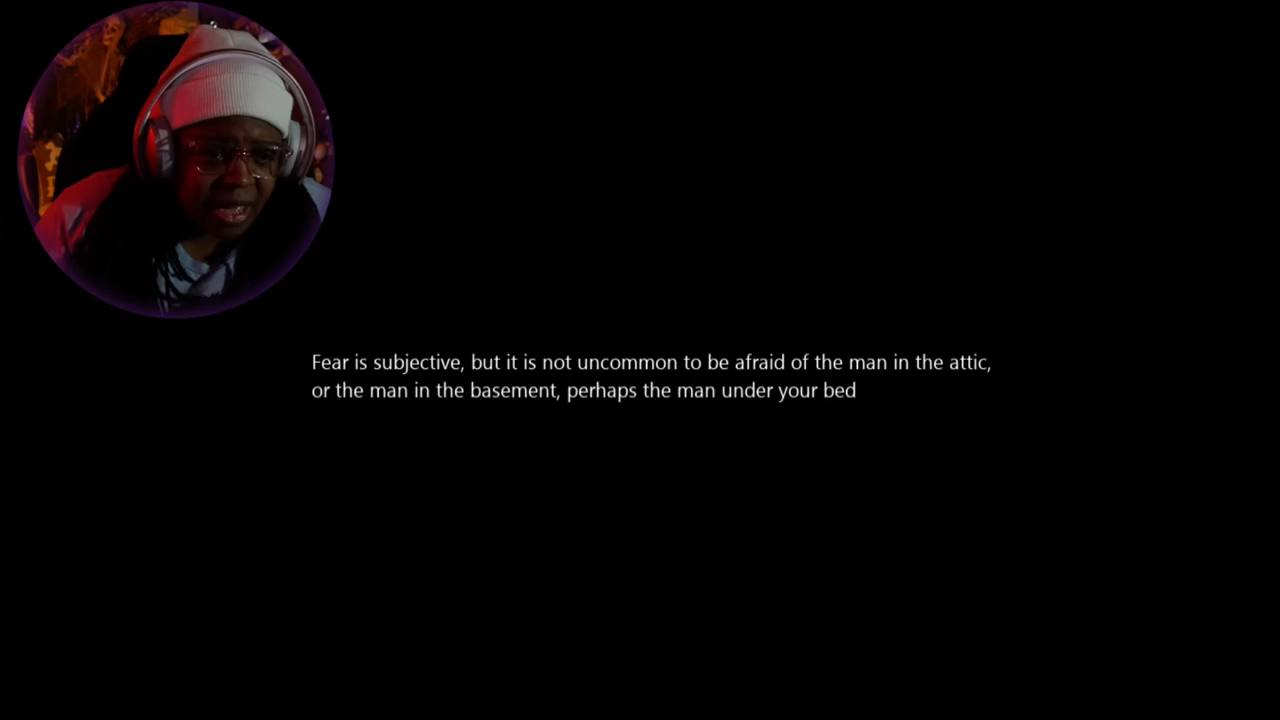 Fear is subjective, but it is not uncommon to be afraid of the man in the attic,
or the man in the basement, perhaps the man under your bed